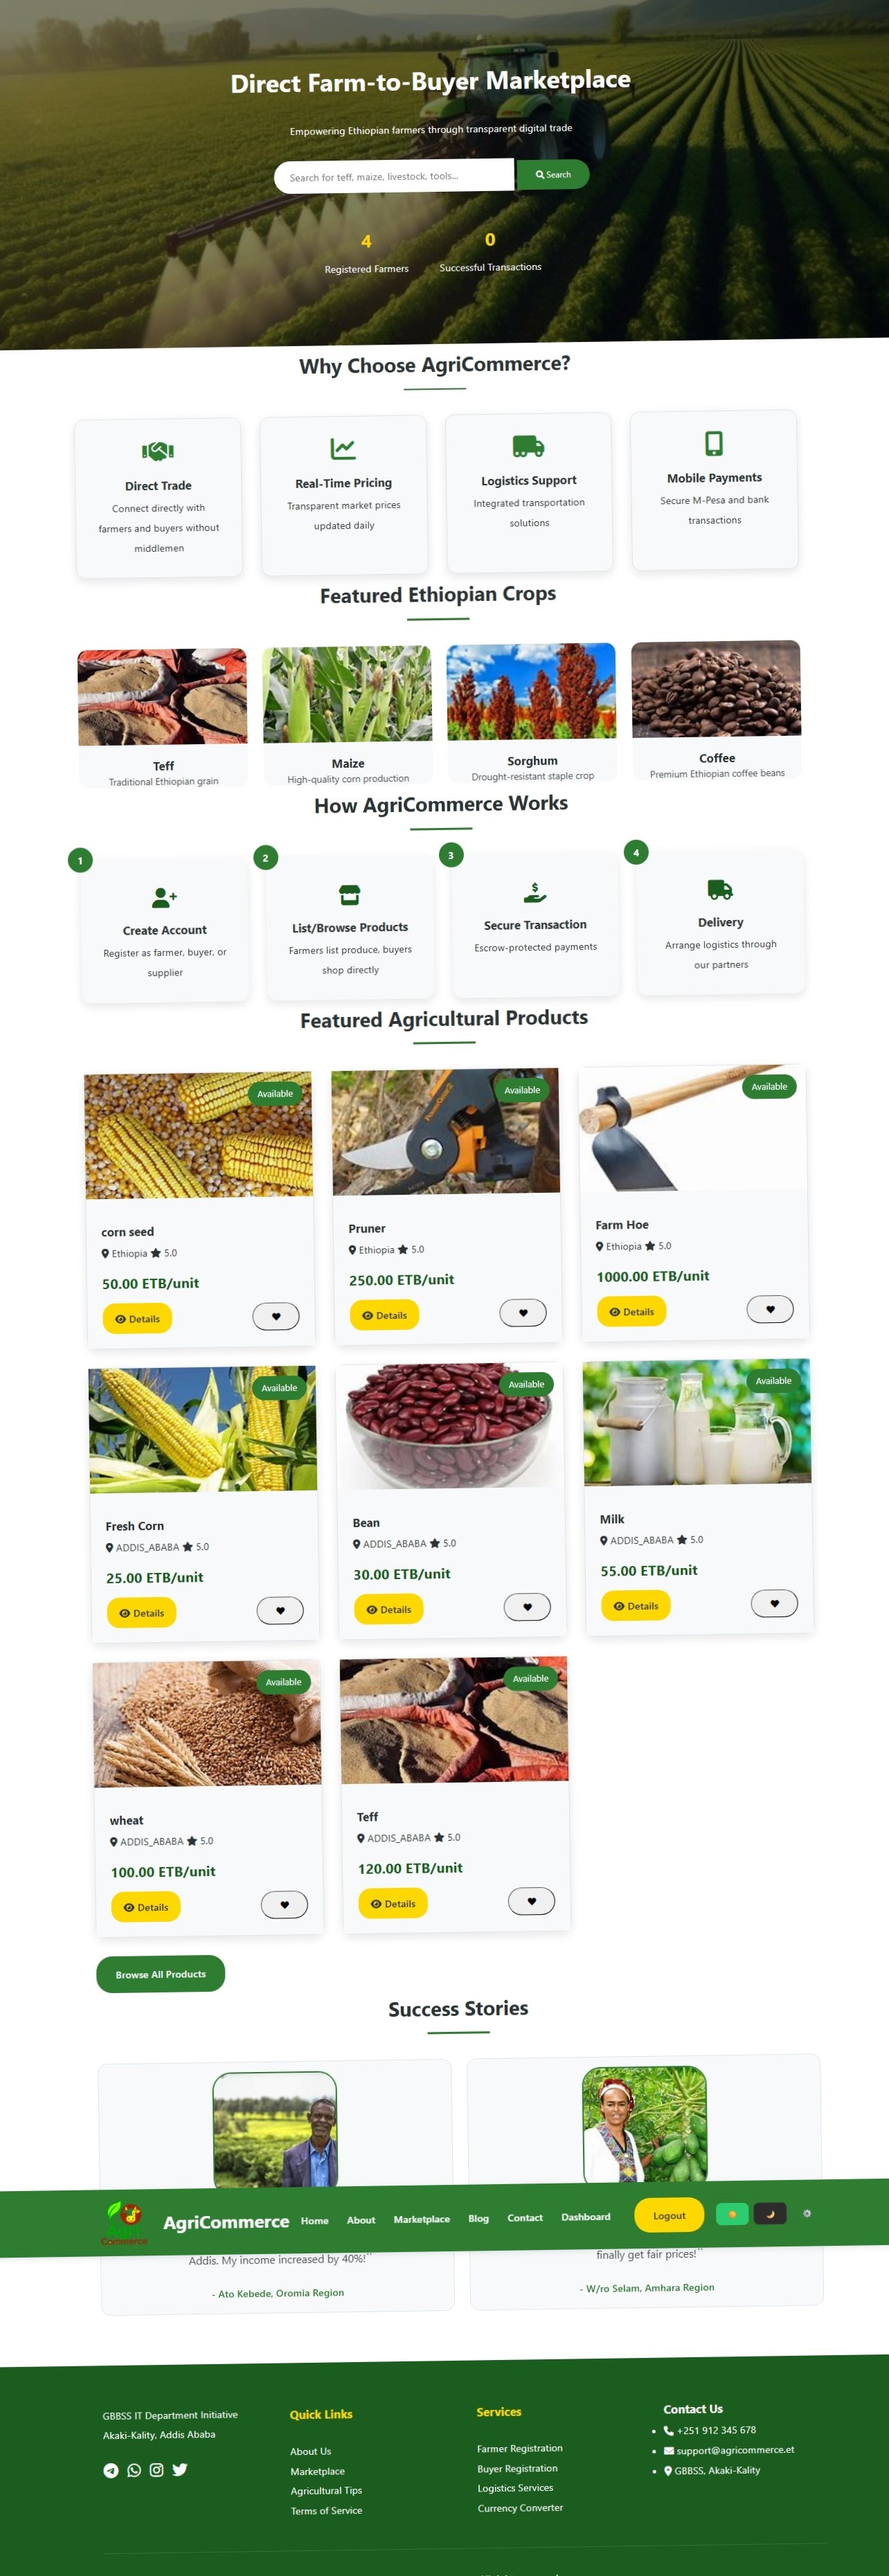 Direct Farm-to-Buyer Marketplace
Empowering Ethiopian farmers through transparent digital trade
Search for teff, maize, livestock, tools...
Search
4
Registered Farmers
0
Successful Transactions
Why Choose AgriCommerce?
Direct Trade
Connect directly with
farmers and buyers without
middlemen
Real-Time Pricing
Transparent market prices
updated daily
Logistics Support
Integrated transportation
solutions
Mobile Payments
Secure M-Pesa and bank
transactions
Featured Ethiopian Crops
Teff
Traditional Ethiopian grain
Maize
High-quality corn production
Sorghum
Drought-resistant staple crop
Coffee
Premium Ethiopian coffee beans
How AgriCommerce Works
1
Create Account
Register as farmer, buyer, or
supplier
2
List/Browse Products
Farmers list produce, buyers
shop directly
3
Secure Transaction
Escrow-protected payments
4
Delivery
Arrange logistics through
our partners
Featured Agricultural Products
Available
corn seed
Ethiopia 5.0
50.00 ETB/unit
Details
Available
Pruner
Ethiopia 5.0
250.00 ETB/unit
Details
Available
Farm Hoe
Ethiopia 5.0
1000.00 ETB/unit
Details
Available
Fresh Corn
ADDIS_ABABA 5.0
25.00 ETB/unit
Details
Available
Bean
ADDIS_ABABA 5.0
30.00 ETB/unit
Details
Available
Milk
ADDIS_ABABA 5.0
55.00 ETB/unit
Details
Available
wheat
ADDIS_ABABA 5.0
100.00 ETB/unit
Details
Available
Teff
ADDIS_ABABA 5.0
120.00 ETB/unit
Details
Browse All Products
Success Stories
Agri
Commerce
AgriCommerce
Home
About
Marketplace
Blog
Contact
Dashboard
Logout
Addis. My income increased by 40%!"
- Ato Kebede, Oromia Region
finally get fair prices!"
- W/ro Selam, Amhara Region
GBBSS IT Department Initiative
Akaki-Kality, Addis Ababa
Quick Links
About Us
Marketplace
Agricultural Tips
Terms of Service
Services
Farmer Registration
Buyer Registration
Logistics Services
Currency Converter
Contact Us
+251 912 345 678
support@agricommerce.et
GBBSS, Akaki-Kality